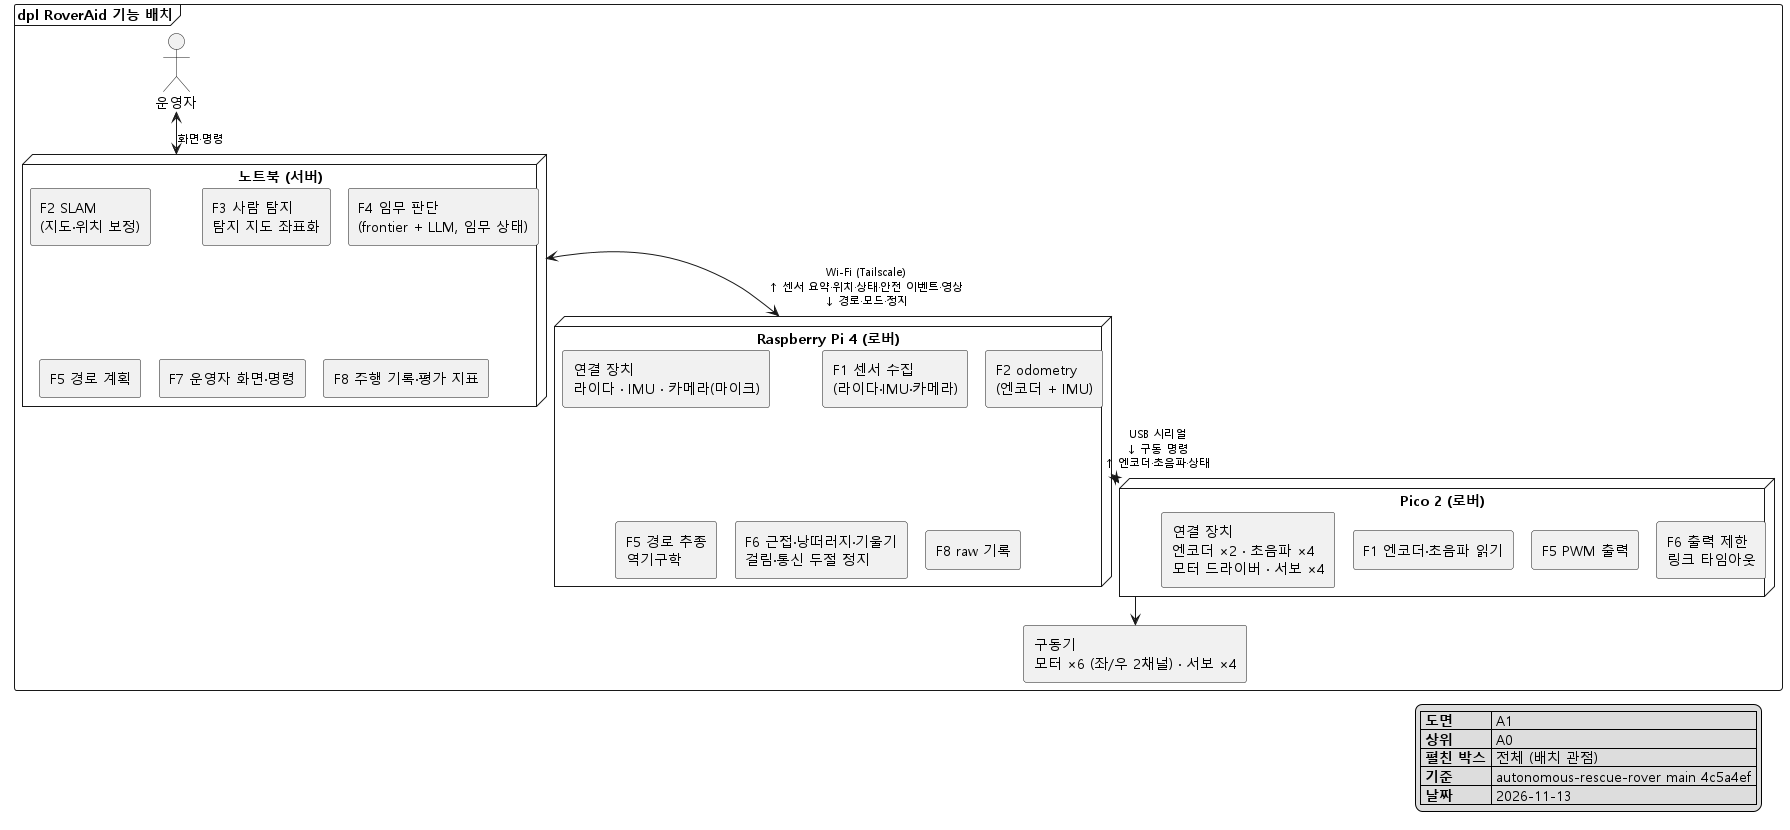 dpl RoverAid 기능 배치
운영자
화면·명령
노트북 (서버)
F2 SLAM
(지도·위치 보정)
F3 사람 탐지
탐지 지도 좌표화
F4 임무 판단
(frontier + LLM, 임무 상태)
F5 경로 계획
F7 운영자 화면·명령
F8 주행 기록·평가 지표
Wi-Fi (Tailscale)
↑ 센서 요약·위치·상태·안전 이벤트·영상
↓ 경로·모드·정지
Raspberry Pi 4 (로버)
연결 장치
라이다 · IMU · 카메라(마이크)
F1 센서 수집
(라이다·IMU·카메라)
F2 odometry
(엔코더 + IMU)
F5 경로 추종
역기구학
F6 근접·낭떠러지·기울기
걸림·통신 두절 정지
F8 raw 기록
USB 시리얼
↓ 구동 명령
↑ 엔코더·초음파·상태
Pico 2 (로버)
연결 장치
엔코더 ×2 · 초음파 ×4
모터 드라이버 · 서보 ×4
F1 엔코더·초음파 읽기
F5 PWM 출력
F6 출력 제한
링크 타임아웃
구동기
모터 ×6 (좌/우 2채널) · 서보 ×4
도면 A1
상위 A0
펼친 박스 전체 (배치 관점)
기준 autonomous-rescue-rover main 4c5a4ef
날짜 2026-11-13